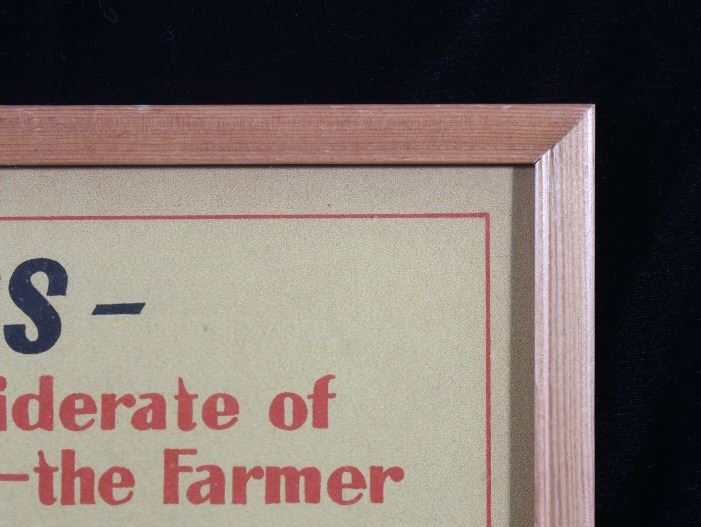 S –
iderate of
—the Farmer